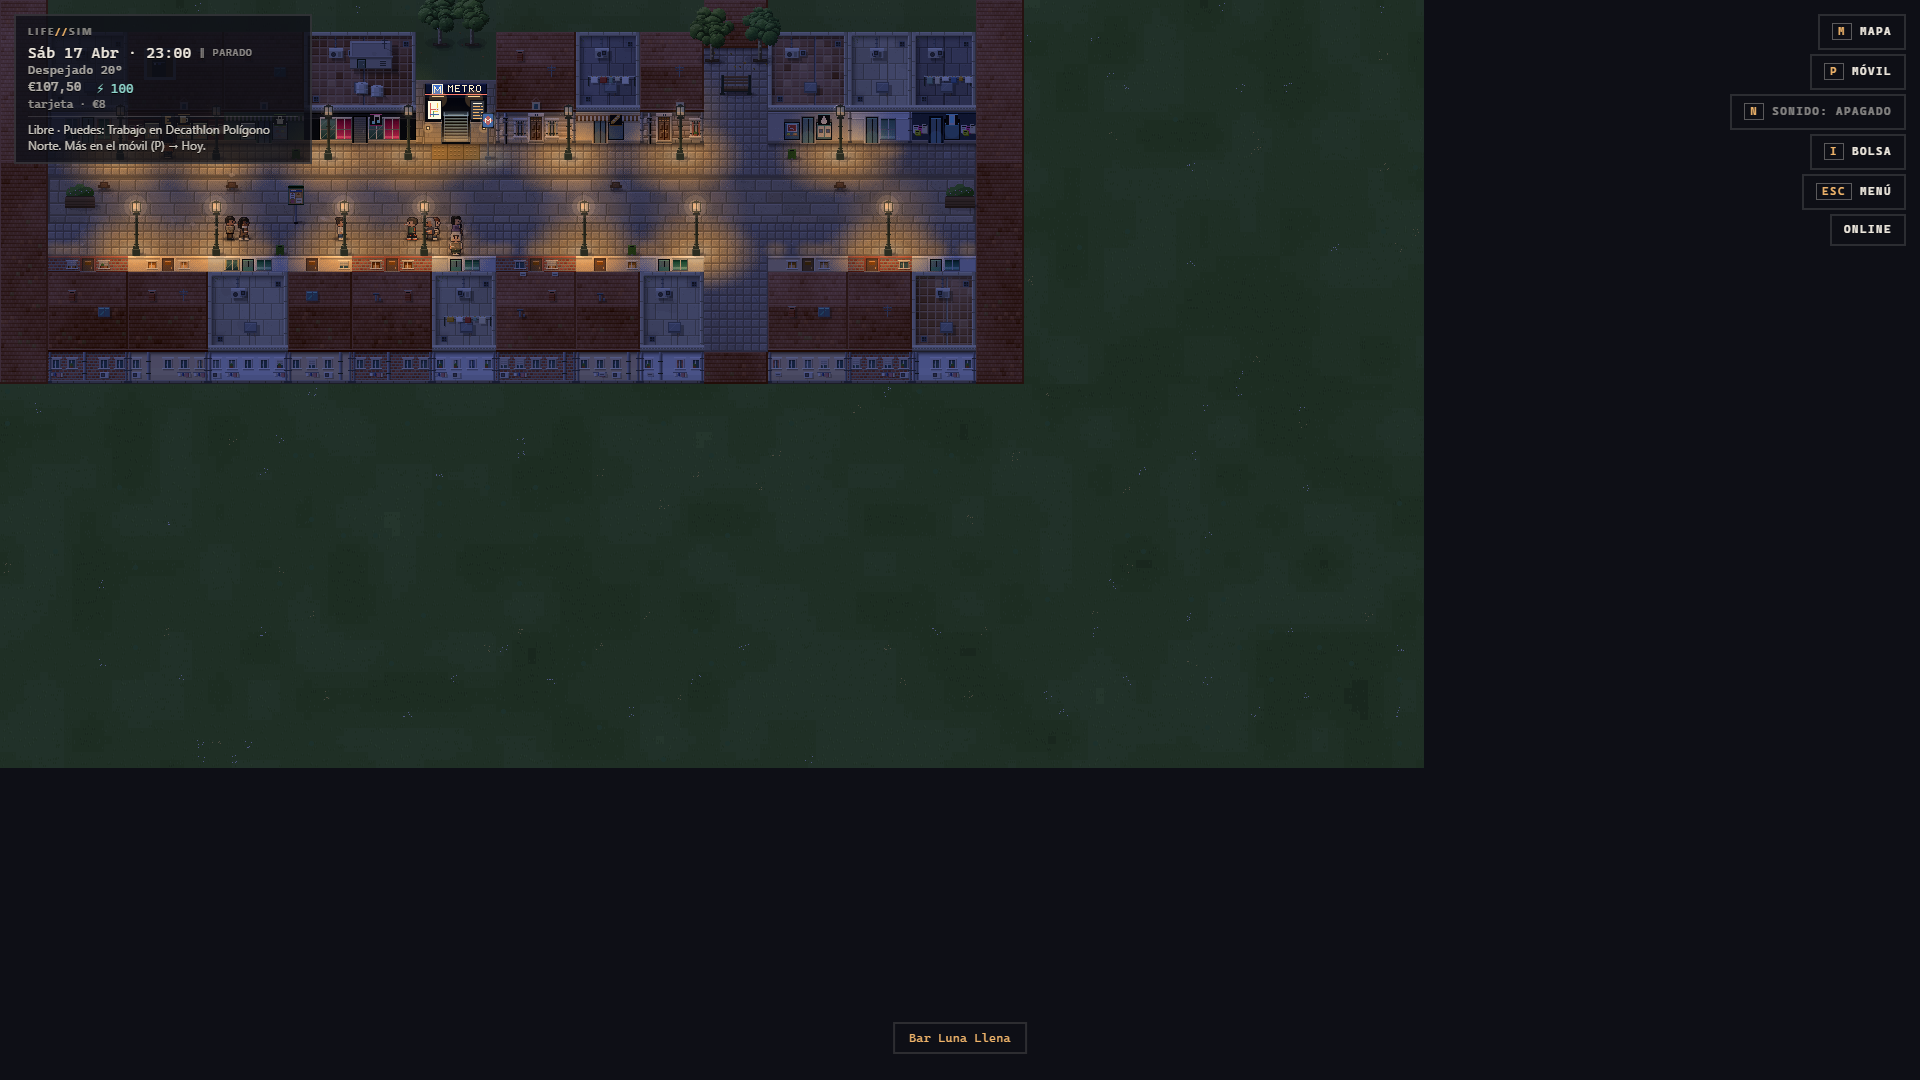 LIFE//SIM
Sáb 17 Abr · 23:00 ‖ PARADO
Despejado 20°
€107,50 ⚡ 100
tarjeta · €8
Libre · Puedes: Trabajo en Decathlon Polígono
Norte. Más en el móvil (P) → Hoy.
M METRO
M
M MAPA
P MÓVIL
N SONIDO: APAGADO
I BOLSA
ESC MENÚ
ONLINE
Bar Luna Llena